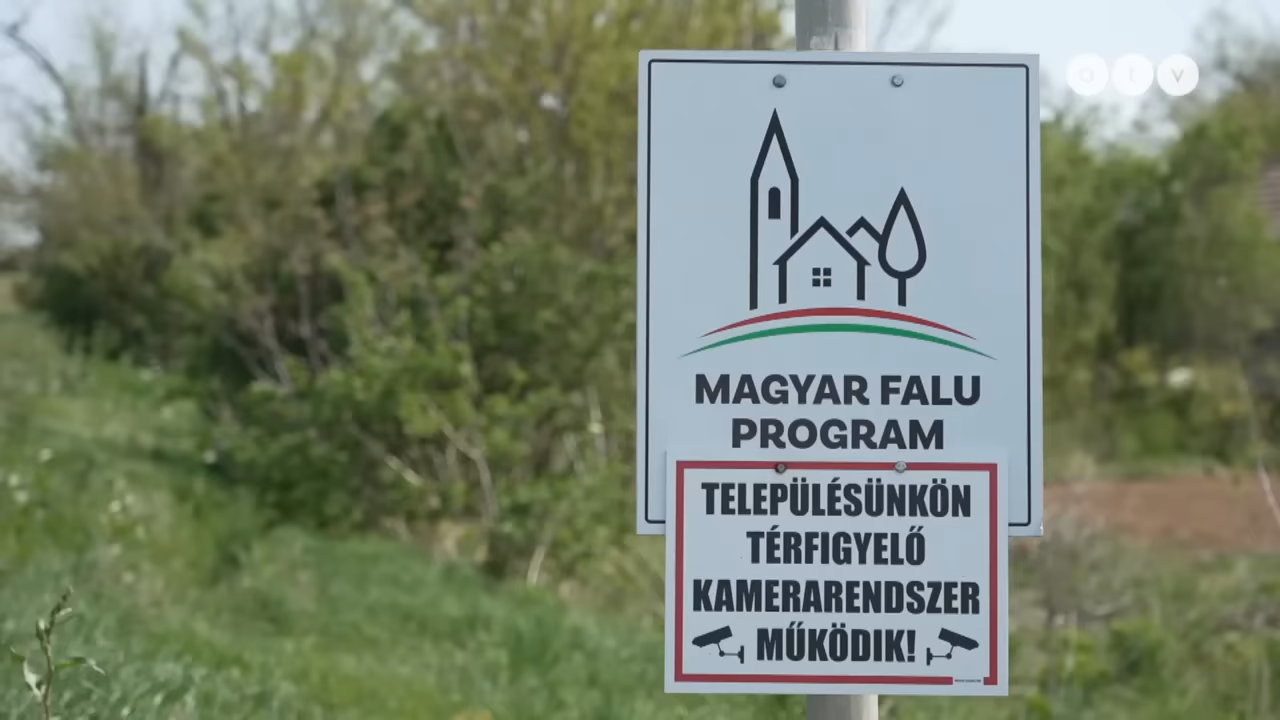 atv
MAGYAR FALU
PROGRAM
TELEPÜLÉSÜNKÖN
TÉRFIGYELŐ
KAMERARENDSZER
MŰKÖDIK!